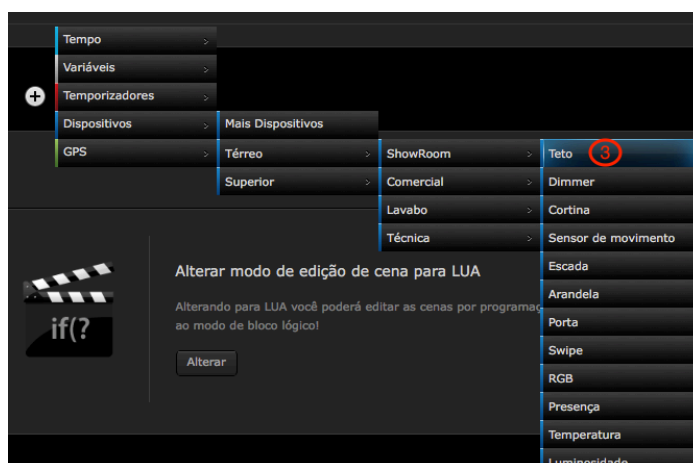 Tempo >
Variáveis >
Temporizadores >
Dispositivos >
GPS >
Mais Dispositivos
Térreo >
Superior >
ShowRoom >
Comercial >
Lavabo >
Técnica >
Teto 3
Dimmer
Cortina
Sensor de movimento
Escada
Arandela
Porta
Swipe
RGB
Presença
Temperatura
Luminosidade
if(?
Alterar modo de edição de cena para LUA
Alterando para LUA você poderá editar as cenas por programaç
ao modo de bloco lógico!
Alterar